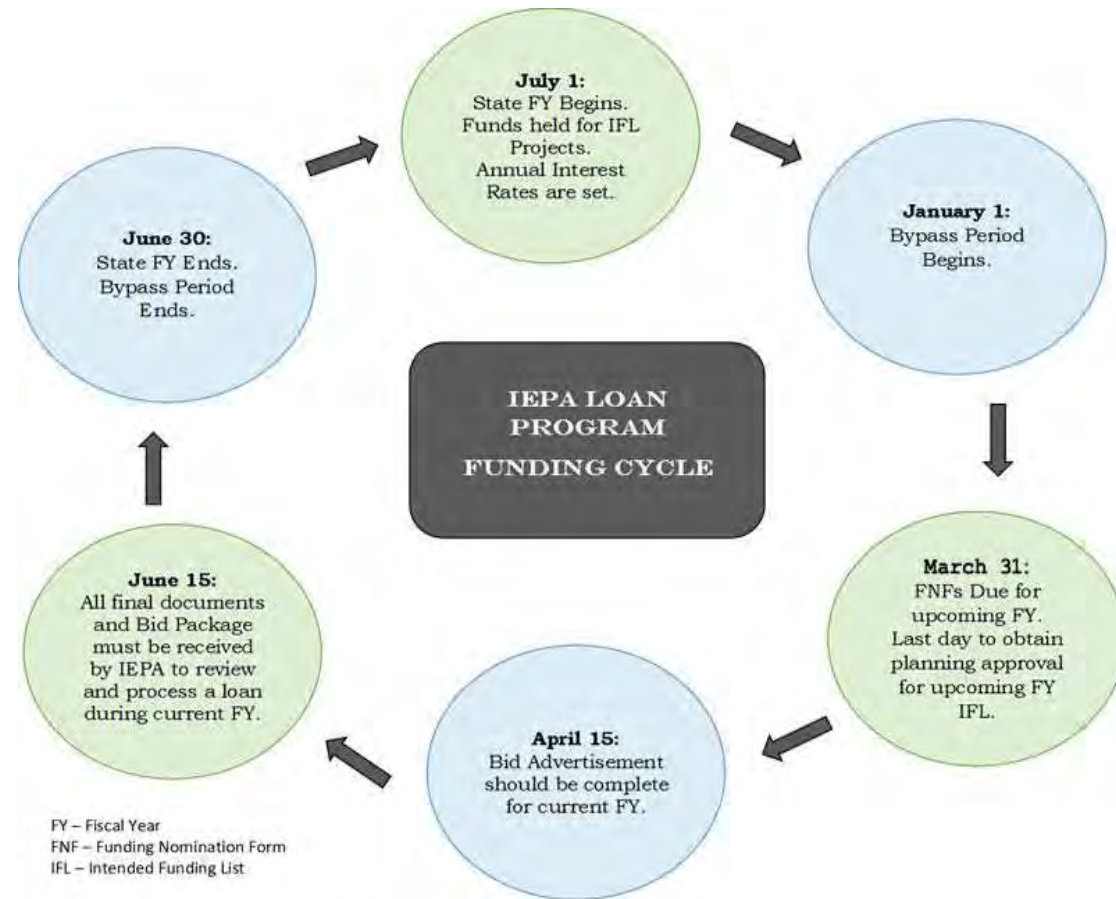 July 1:
State FY Begins.
Funds held for IFL
Projects.
Annual Interest
Rates are set.
January 1:
Bypass Period
Begins.
March 31:
FNFs Due for
upcoming FY.
Last day to obtain
planning approval
for upcoming FY
IFL.
April 15:
Bid Advertisement
should be complete
for current FY.
June 15:
All final documents
and Bid Package
must be received
by IEPA to review
and process a loan
during current FY.
June 30:
State FY Ends.
Bypass Period
Ends.
IEPA LOAN
PROGRAM
FUNDING CYCLE
FY – Fiscal Year
FNF – Funding Nomination Form
IFL – Intended Funding List